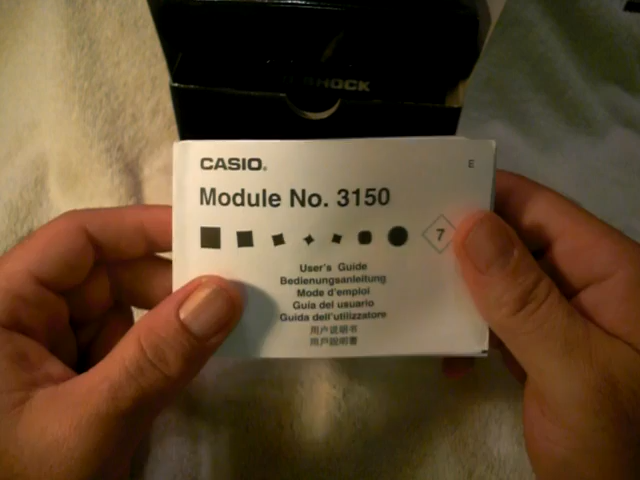 G-SHOCK
CASIO®
E
Module No. 3150
7
User's Guide
Bedienungsanleitung
Mode d'emploi
Guía del usuario
Guida dell'utilizzatore
用户说明书
用戶說明書